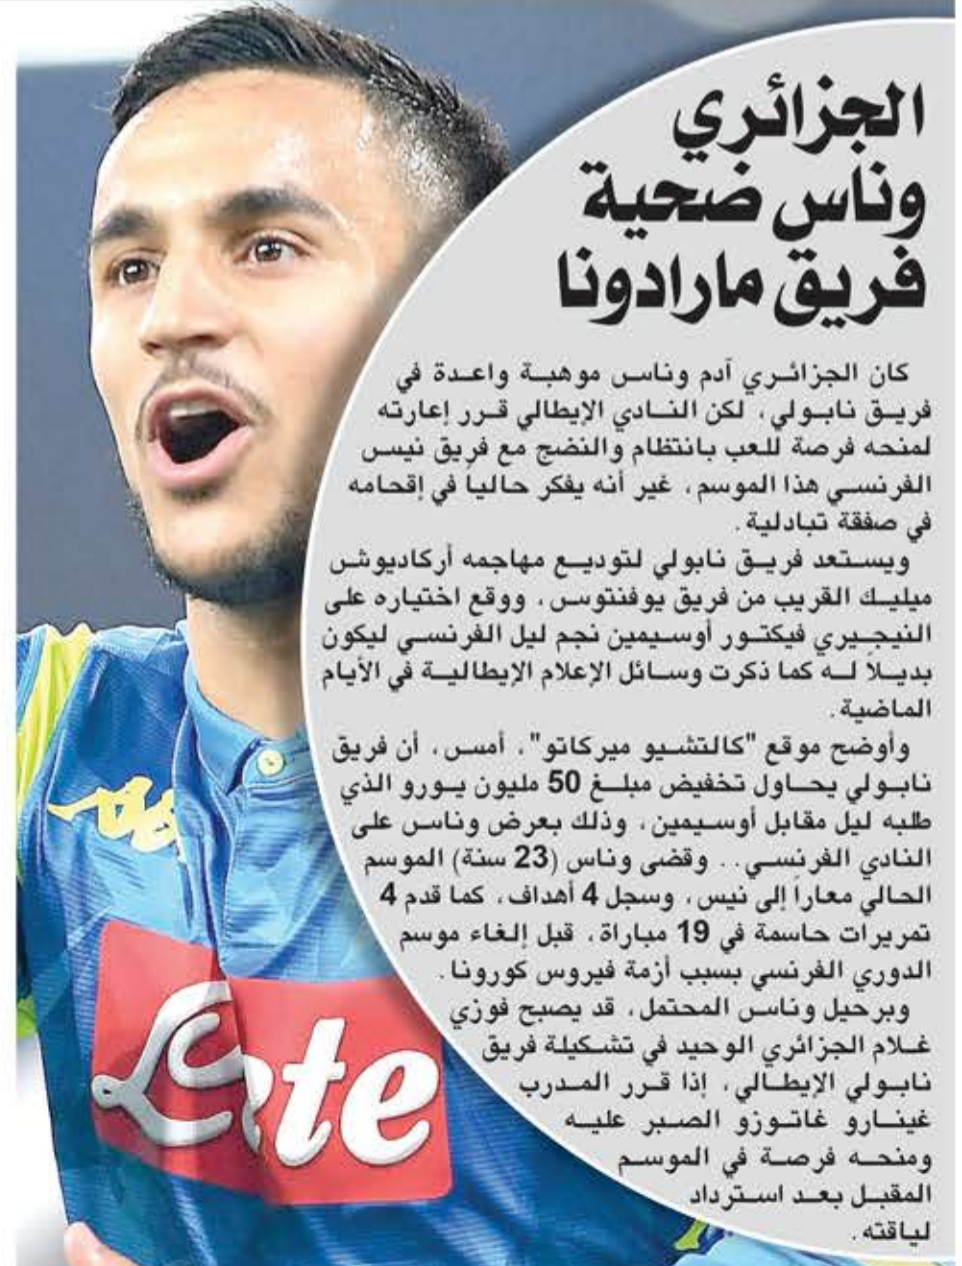 الجزائري
وناس ضحية
فريق مارادونا
كان الجزائري آدم وناس موهبة واعدة في
فريق نابولي، لكن النادي الإيطالي قرر إعارته
لمنحه فرصة للعب بانتظام والنضج مع فريق نيس
الفرنسي هذا الموسم، غير أنه يفكر حالياً في إقحامه
في صفقة تبادلية.
ويستعد فريق نابولي لتوديع مهاجمه أركاديوش
ميليك القريب من فريق يوفنتوس، ووقع اختياره على
النيجيري فيكتور أوسيمين نجم ليل الفرنسي ليكون
بديلاً له كما ذكرت وسائل الإعلام الإيطالية في الأيام
الماضية.
وأوضح موقع "كالتشيو ميركاتو"، أمس، أن فريق
نابولي يحاول تخفيض مبلغ 50 مليون يورو الذي
طلبه ليل مقابل أوسيمين، وذلك بعرض وناس على
النادي الفرنسي.. وقضى وناس (23 سنة) الموسم
الحالي معاراً إلى نيس، وسجل 4 أهداف، كما قدم 4
تمريرات حاسمة في 19 مباراة، قبل إلغاء موسم
الدوري الفرنسي بسبب أزمة فيروس كورونا.
وبرحيل وناس المحتمل، قد يصبح فوزي
غلام الجزائري الوحيد في تشكيلة فريق
نابولي الإيطالي، إذا قرر المدرب
غينارو غاتوزو الصبر عليه
ومنحه فرصة في الموسم
المقبل بعد استرداد
لياقته.
Lete